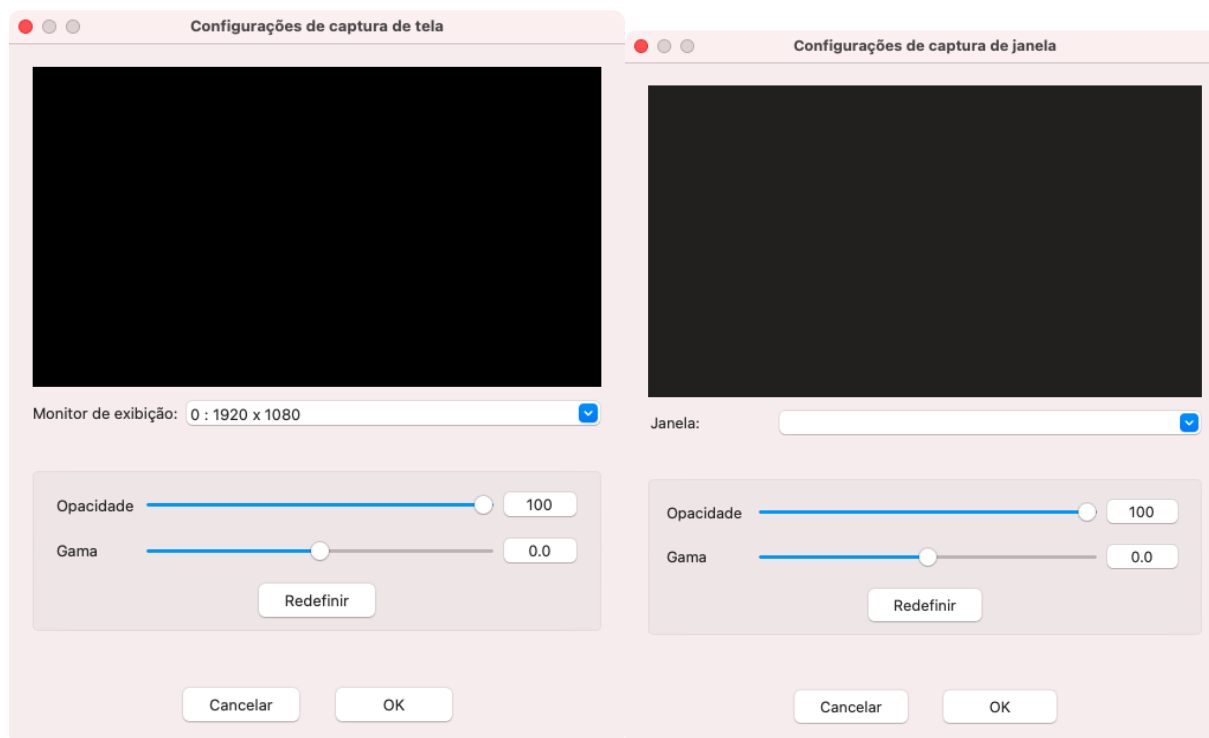 Configurações de captura de tela
Monitor de exibição: 0 : 1920 x 1080
Opacidade 100
Gama 0.0
Redefinir
Cancelar OK
Configurações de captura de janela
Janela:
Opacidade 100
Gama 0.0
Redefinir
Cancelar OK